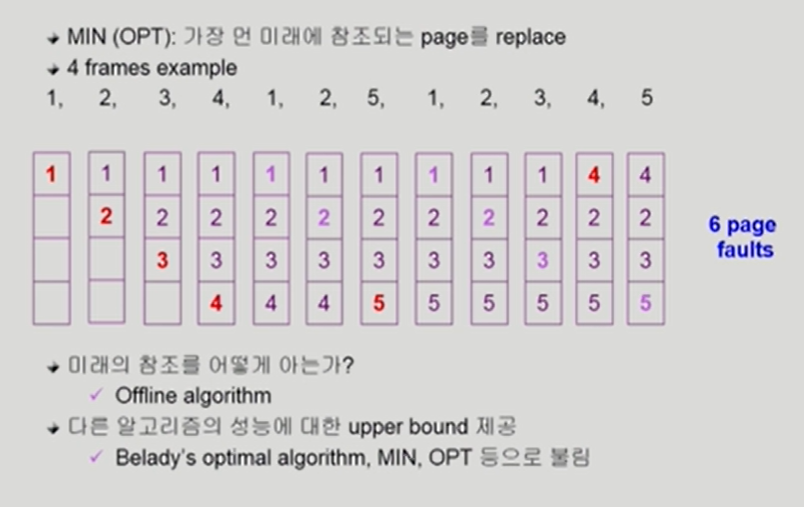 MIN (OPT): 가장 먼 미래에 참조되는 page를 replace
4 frames example
1, 2, 3, 4, 1, 2, 5, 1, 2, 3, 4, 5
1 1 1 1 1 1 1 1 1 1 4 4
2 2 2 2 2 2 2 2 2 2 2
3 3 3 3 3 3 3 3 3 3
4 4 4 5 5 5 5 5 5
6 page
faults
미래의 참조를 어떻게 아는가?
✓ Offline algorithm
다른 알고리즘의 성능에 대한 upper bound 제공
✓ Belady's optimal algorithm, MIN, OPT 등으로 불림